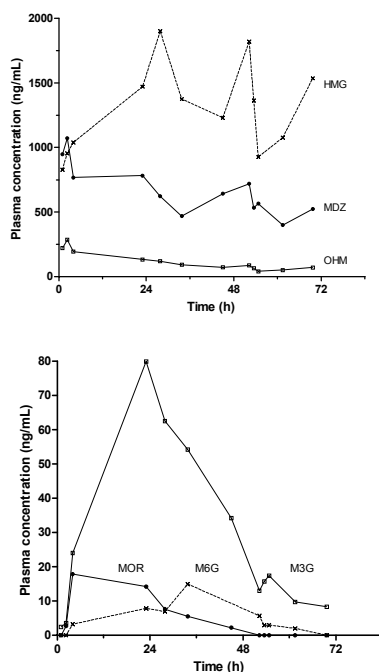 Plasma concentration (ng/mL)
2000
1500
1000
500
0
HMG
MDZ
OHM
0 24 48 72
Time (h)
Plasma concentration (ng/mL)
80
70
60
50
40
30
20
10
0
MOR M6G M3G
0 24 48 72
Time (h)